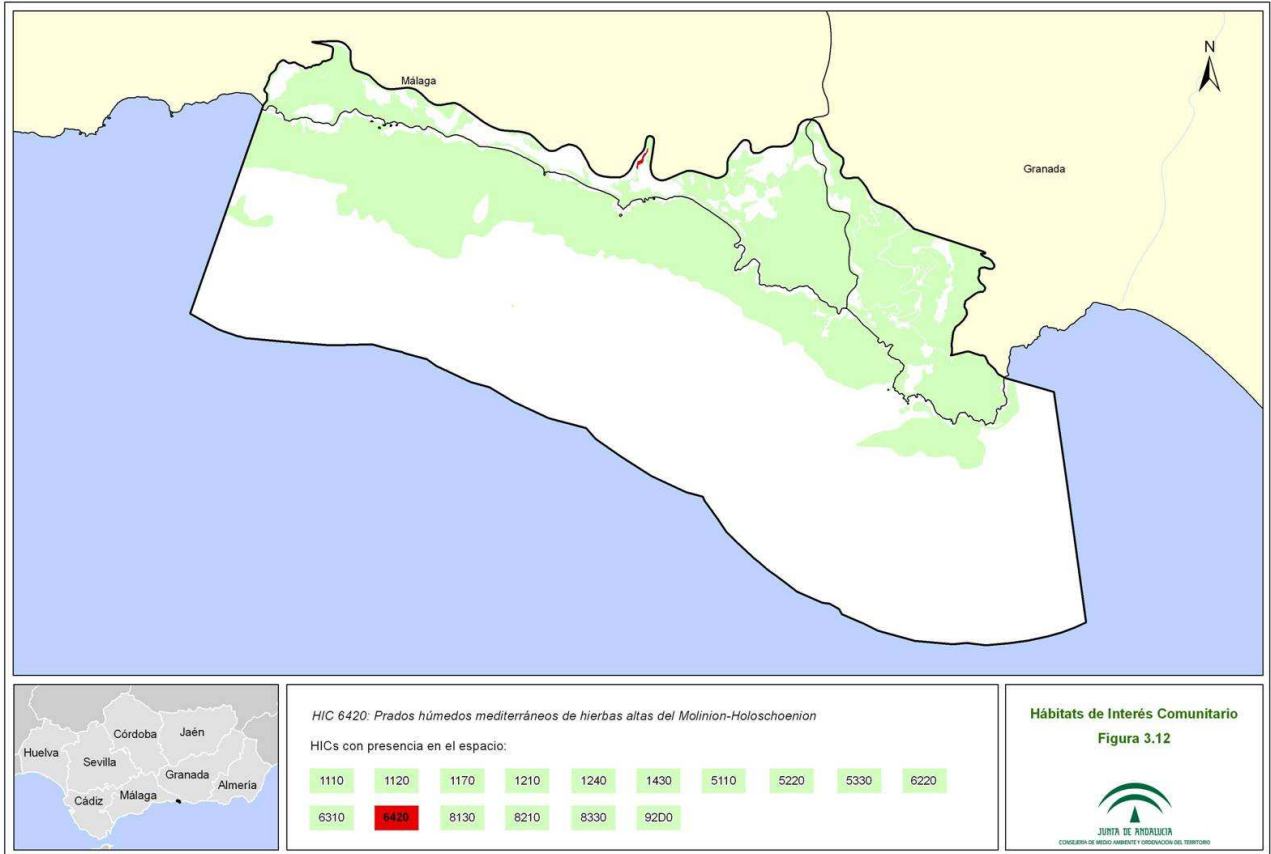 N
Málaga
Granada
Huelva
Sevilla
Córdoba
Jaén
Cádiz
Málaga
Granada
Almería
HIC 6420: Prados húmedos mediterráneos de hierbas altas del Molinion-Holoschoenion
HICs con presencia en el espacio:
1110 1120 1170 1210 1240 1430 5110 5220 5330 6220
6310 6420 8130 8210 8330 92D0
Hábitats de Interés Comunitario
Figura 3.12
JUNTA DE ANDALUCIA
CONSEJERÍA DE MEDIO AMBIENTE Y ORDENACIÓN DEL TERRITORIO